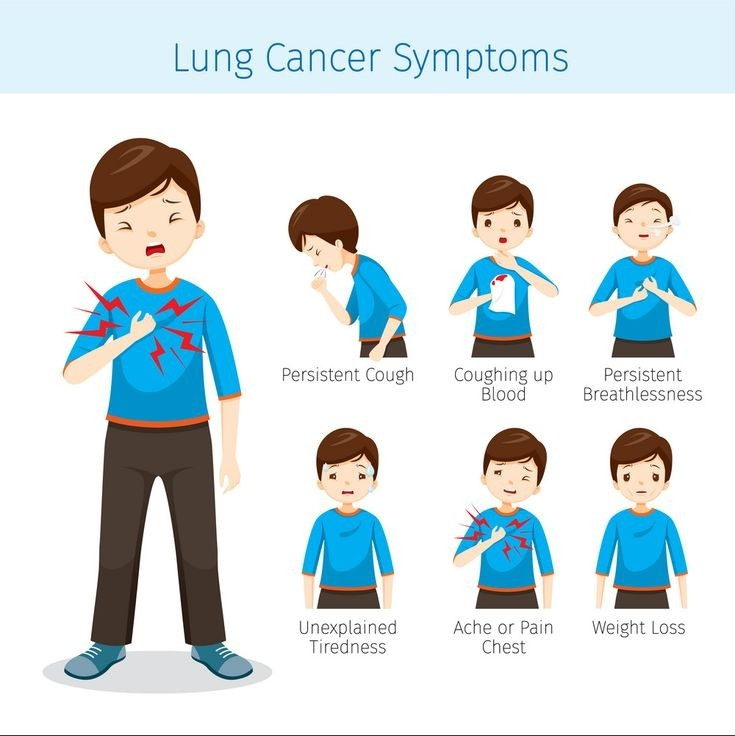 Lung Cancer Symptoms
Persistent Cough
Coughing up
Blood
Persistent
Breathlessness
Unexplained
Tiredness
Ache or Pain
Chest
Weight Loss